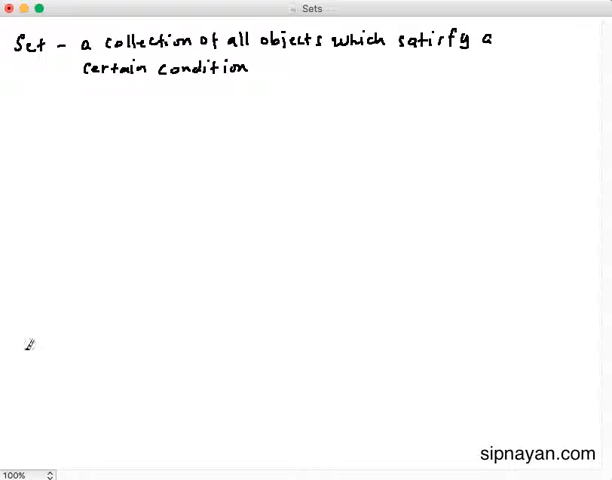 Sets
Set - a collection of all objects which satisfy a
certain condition
sipnayan.com
100%